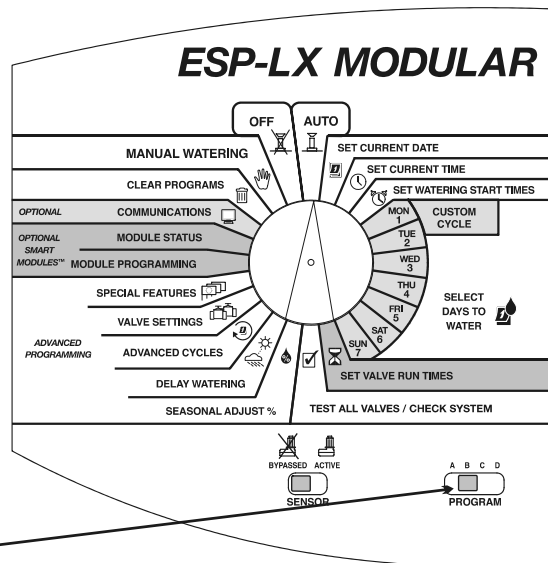 ESP-LX MODULAR
OFF
AUTO
MANUAL WATERING
CLEAR PROGRAMS
OPTIONAL COMMUNICATIONS
OPTIONAL
SMART
MODULES™
MODULE STATUS
MODULE PROGRAMMING
SPECIAL FEATURES
VALVE SETTINGS
ADVANCED
PROGRAMMING
ADVANCED CYCLES
DELAY WATERING
SEASONAL ADJUST %
SET CURRENT DATE
SET CURRENT TIME
SET WATERING START TIMES
CUSTOM
CYCLE
MON
1
TUE
2
WED
3
THU
4
FRI
5
SAT
6
SUN
7
SELECT
DAYS TO
WATER
SET VALVE RUN TIMES
TEST ALL VALVES / CHECK SYSTEM
BYPASSED ACTIVE
SENSOR
A B C D
PROGRAM